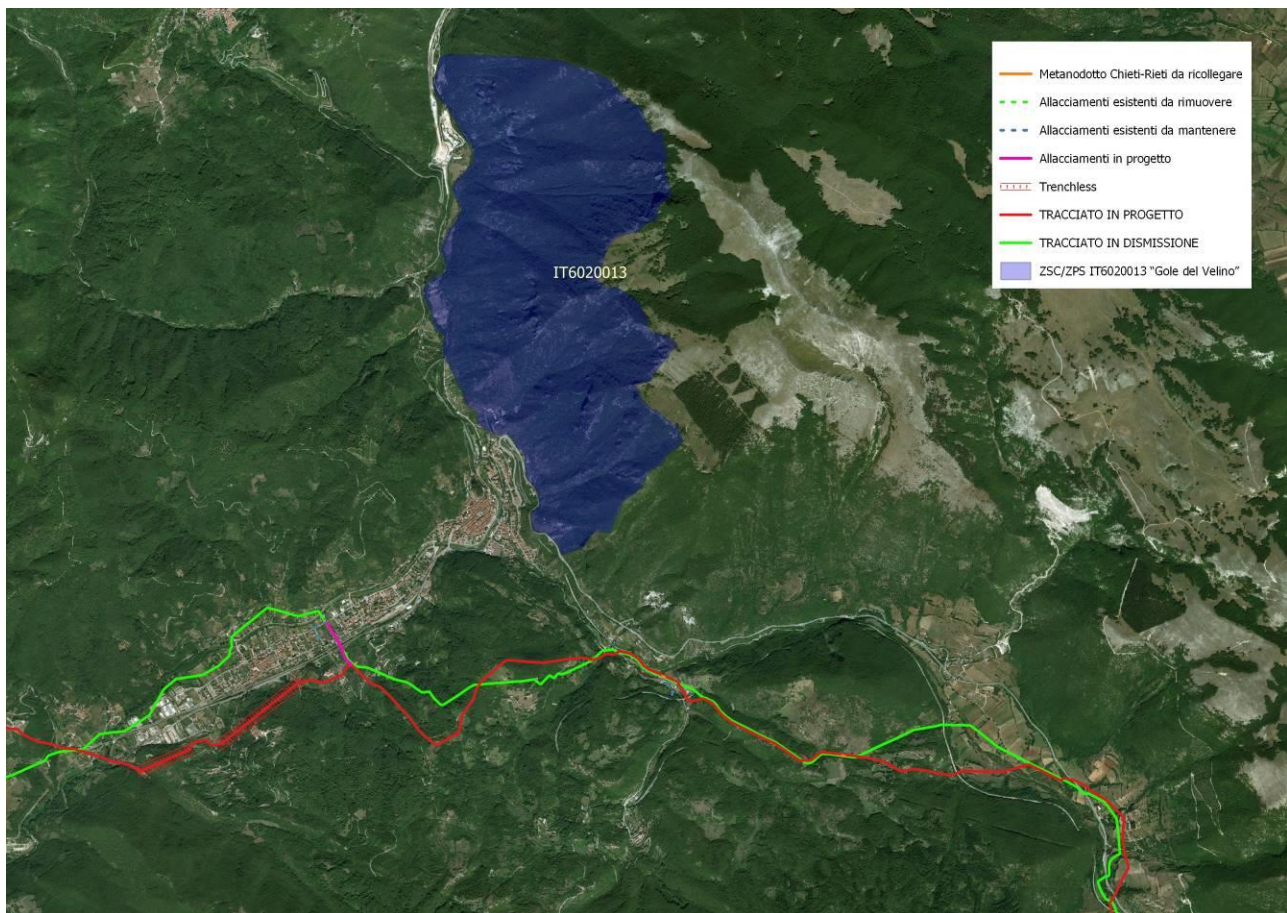 Metanodotto Chieti-Rieti da ricollegare
Allacciamenti esistenti da rimuovere
Allacciamenti esistenti da mantenere
Allacciamenti in progetto
Trenchless
TRACCIATO IN PROGETTO
TRACCIATO IN DISMISSIONE
ZSC/ZPS IT6020013 "Gole del Velino"
IT6020013